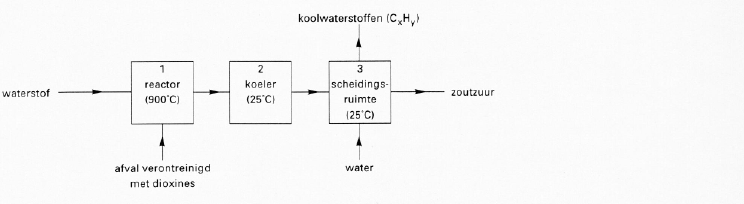 koolwaterstoffen (CxHy)
1
reactor
(900°C)
2
koeler
(25°C)
3
scheidings-
ruimte
(25°C)
waterstof
zoutzuur
afval verontreinigd
met dioxines
water